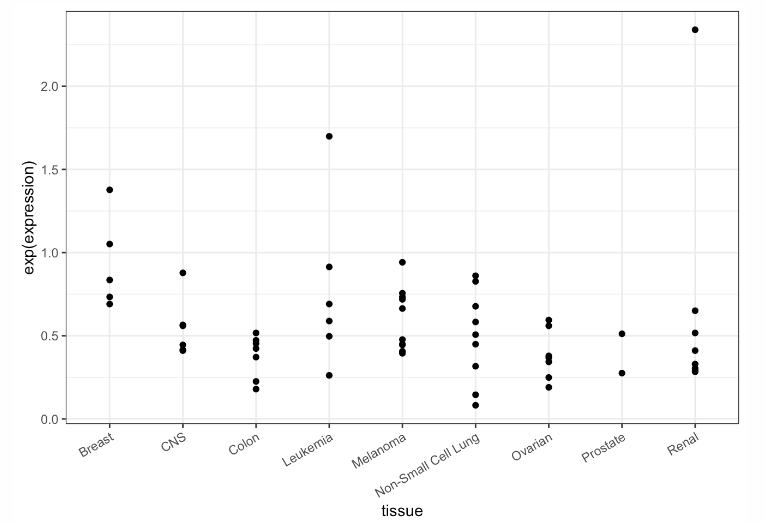 exp(expression)
2.0
1.5
1.0
0.5
0.0
Breast
CNS
Colon
Leukemia
Melanoma
Non-Small Cell Lung
Ovarian
Prostate
Renal
tissue